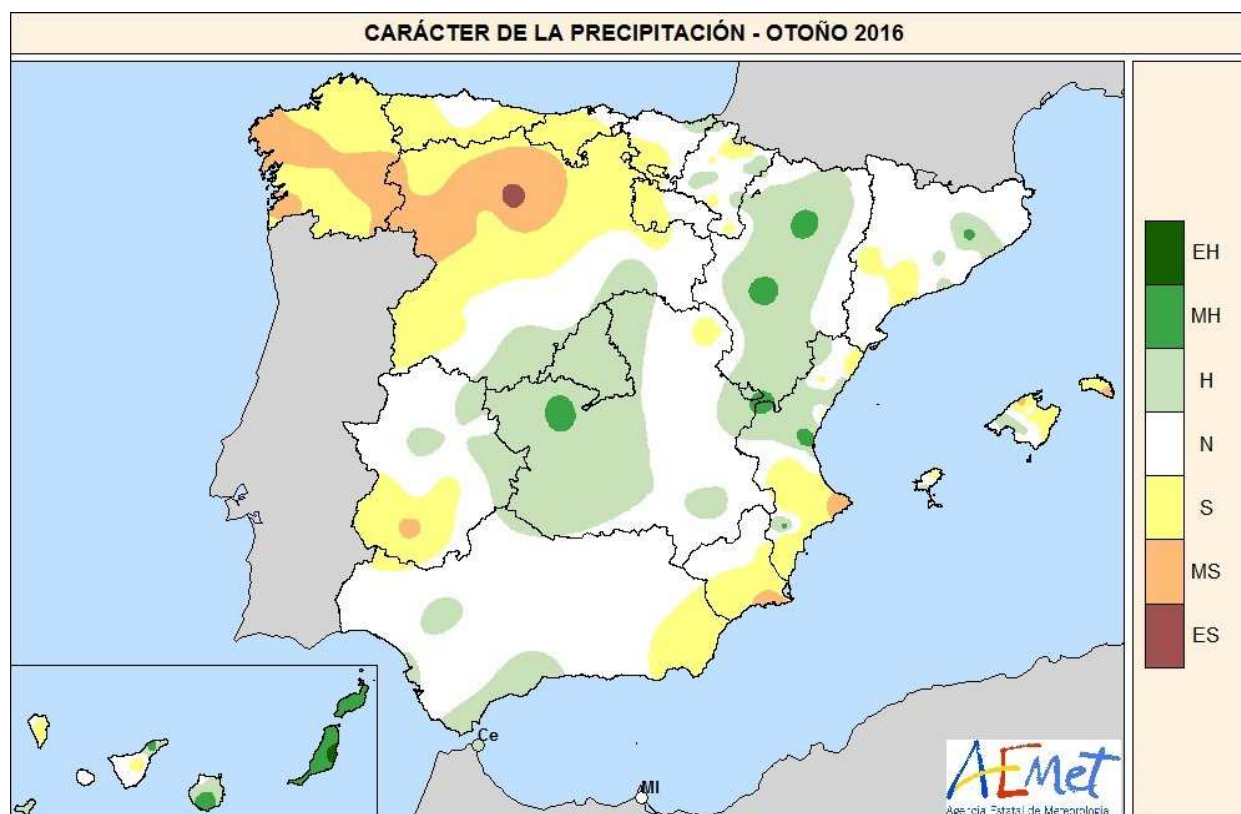 CARÁCTER DE LA PRECIPITACIÓN - OTOÑO 2016
EH
MH
H
N
S
MS
ES
Ce
Ml
AEMet
Agencia Estatal de Meteorología